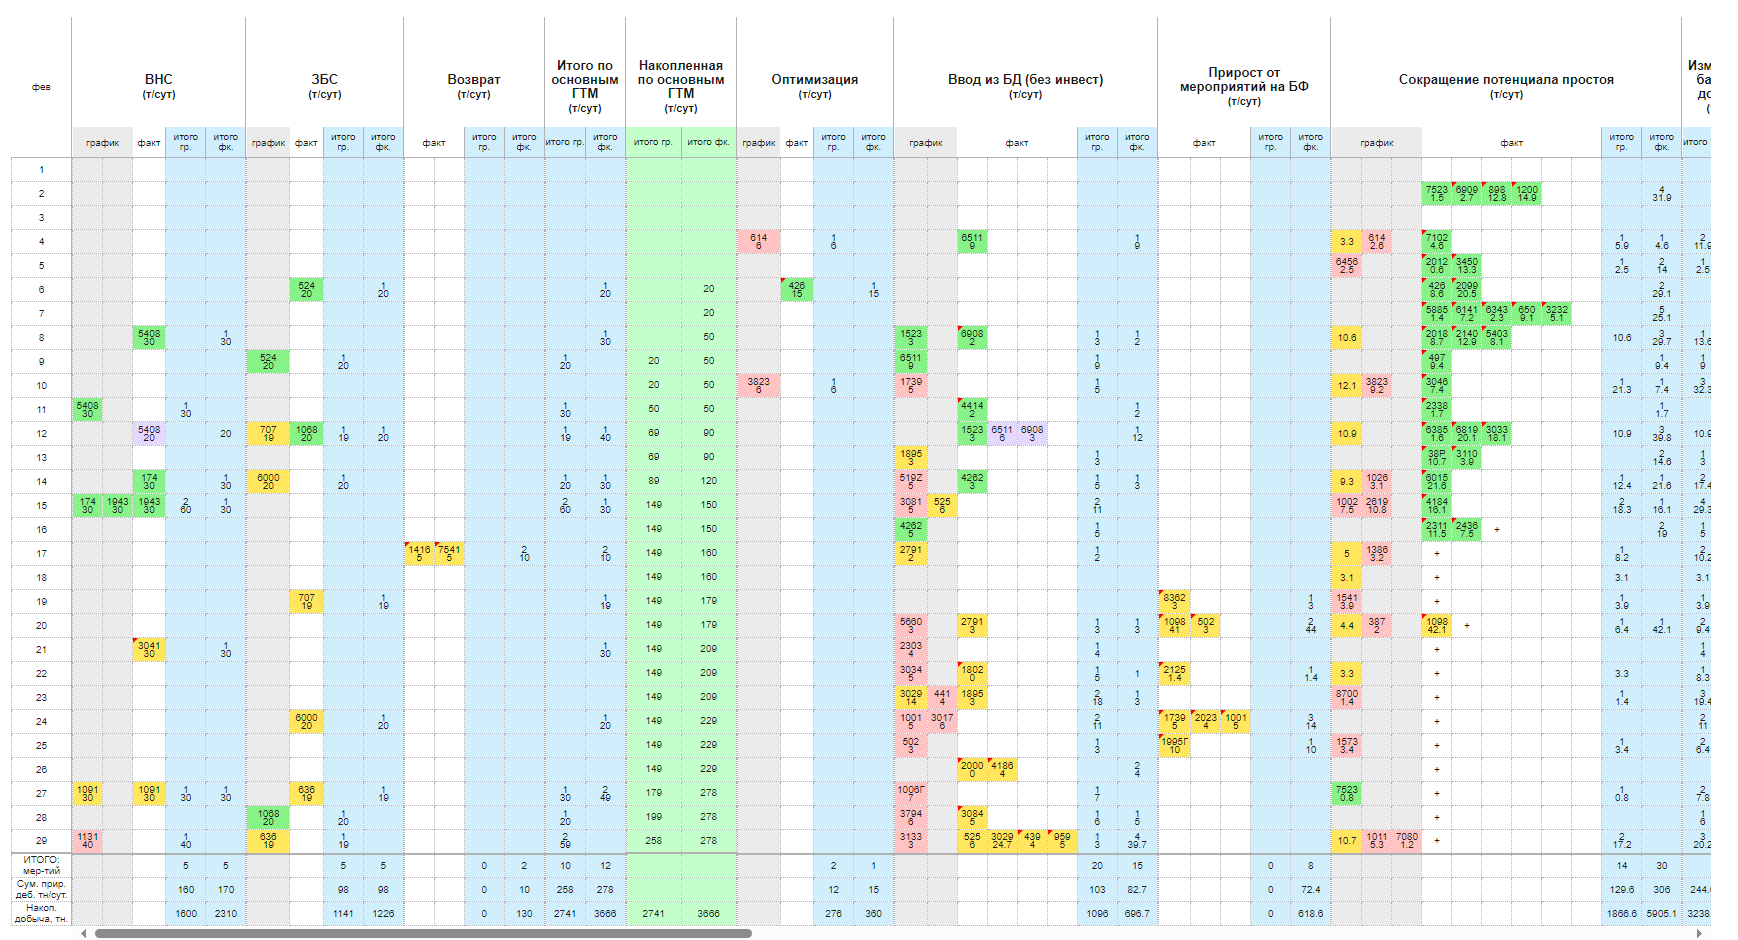 фев
ВНС
(т/сут)
ЗБС
(т/сут)
Возврат
(т/сут)
Итого по
основным
ГТМ
(т/сут)
Накопленная
по основным
ГТМ
(т/сут)
Оптимизация
(т/сут)
Ввод из БД (без инвест)
(т/сут)
Прирост от
мероприятий на БФ
(т/сут)
Сокращение потенциала простоя
(т/сут)
график факт итого гр. итого фк. график факт итого гр. итого фк. факт итого гр. итого фк. итого гр. итого фк. итого гр. итого фк. график факт итого гр. итого фк. график факт итого гр. итого фк. факт итого гр. итого фк. график факт итого гр. итого фк. итого
1
2 7523 6909 898 1200 4
1.5 2.7 12.8 14.9 31.9
3
4 6146 1 6511 1 614 7102 1 1 2
6 6 9 9 3.3 2.6 4.6 5.9 4.6 11.9
5 6456 2012 3450 1 2 1
2.5 0.6 13.3 2.5 14 2.5
6 524 1 1 20 426 1 426 2099 2
20 20 20 15 15 8.6 20.5 29.1
7 20 5885 6141 6343 650 3232 5
1.4 7.2 2.3 9.1 5.1 25.1
8 5408 1 1 50 1523 6908 1 1 10.6 2018 2140 5403 10.6 3 1
30 30 30 3 2 3 2 8.7 12.9 8.1 29.7 13.6
9 524 1 1 20 50 6511 1 497 1 1
20 20 20 9 9 9.4 9.4 9
10 20 50 3823 1 1739 1 12.1 3823 3046 1 1 3
6 6 5 5 9.2 7.4 21.3 7.4 32.3
11 5408 1 1 50 50 4414 1 2338 1
30 30 30 2 2 1.7 1.7
12 5408 20 707 1068 1 1 1 1 69 90 1523 6511 6908 1 10.9 6385 6819 3033 10.9 3 10.9
20 19 20 19 20 19 40 3 6 3 12 1.6 20.1 18.1 39.8
13 69 90 1895 1 38Р 3110 2 1
3 3 10.7 3.9 14.6 3
14 174 1 6000 1 1 1 89 120 519Z 4262 1 1 9.3 1026 6015 2 1 2
30 30 20 20 20 30 5 3 5 3 3.1 21.6 12.4 21.6 17.4
15 174 1943 1943 2 1 2 1 149 150 3081 525 2 1002 2619 4184 2 1 4
30 30 30 60 30 60 30 5 6 11 7.5 10.8 16.1 18.3 16.1 29.3
16 149 150 4262 1 2311 2436 + 2 1
5 5 11.5 7.5 19 5
17 1416 7541 2 2 149 160 2791 1 5 1386 + 1 2
5 5 10 10 2 2 3.2 8.2 10.2
18 149 160 3.1 + 3.1 3.1
19 707 1 1 149 179 8362 1 1541 + 1 1
19 19 19 3 3 3.9 3.9 3.9
20 149 179 5660 2791 1 1 1098 502 2 4.4 387 1098 + 1 1 2
3 3 3 3 41 3 44 2 42.1 6.4 42.1 9.4
21 3041 1 1 149 209 2303 1 + 1
30 30 30 4 4 4
22 149 209 3034 1802 1 1 2125 1 3.3 + 3.3 1
5 0 5 1.4 1.4 8.3
23 149 209 3029 441 1895 2 1 8700 + 1 3
14 4 3 18 3 1.4 1.4 19.4
24 6000 1 1 149 229 1001 3017 2 1739 2023 1001 3 + 2
20 20 20 5 6 11 5 4 5 14 11
25 149 229 502 1 1995Г 1 1573 + 1 2
3 3 10 10 3.4 3.4 6.4
26 149 229 2000 4186 2 +
0 4 4
27 1091 1091 1 1 636 1 1 2 179 278 1006Г 1 7523 + 1 2
30 30 30 30 19 19 30 49 7 7 0.8 0.8 7.8
28 1068 1 1 199 278 3794 3084 1 1 + 1
20 20 20 6 5 6 5 6
29 1131 1 636 1 2 258 278 3133 525 3029 439 959 1 4 10.7 1011 7080 + 2 3
40 40 19 19 59 3 6 24.7 4 5 3 39.7 5.3 1.2 17.2 20.2
ИТОГО:
мер-тий 5 5 5 5 0 2 10 12 2 1 20 15 0 8 14 30
Сум. прир.
деб. тн/сут. 160 170 98 98 0 10 258 278 12 15 103 82.7 0 72.4 129.6 306
Накоп.
добыча, тн. 1600 2310 1141 1226 0 130 2741 3666 2741 3666 276 360 1096 696.7 0 618.6 1866.6 5905.1